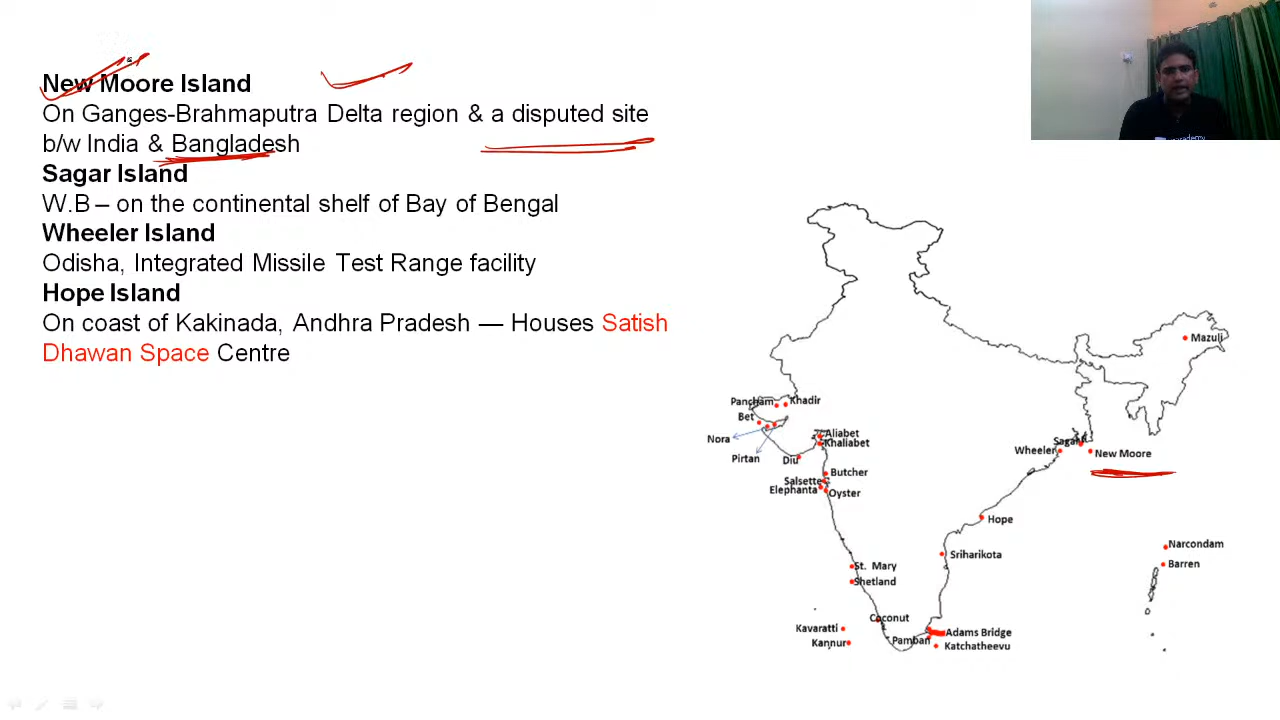 New Moore Island
On Ganges-Brahmaputra Delta region & a disputed site
b/w India & Bangladesh
Sagar Island
W.B – on the continental shelf of Bay of Bengal
Wheeler Island
Odisha, Integrated Missile Test Range facility
Hope Island
On coast of Kakinada, Andhra Pradesh — Houses Satish
Dhawan Space Centre
Mazuli
Pancham
Khadir
Bet
Nora
Pirtan
Aliabet
Khaliabet
Diu
Butcher
Salsette
Elephanta
Oyster
Sagar
Wheeler
New Moore
Hope
Sriharikota
Narcondam
Barren
St. Mary
Shetland
Coconut
Kavaratti
Kannur
Pamban
Adams Bridge
Katchatheevu